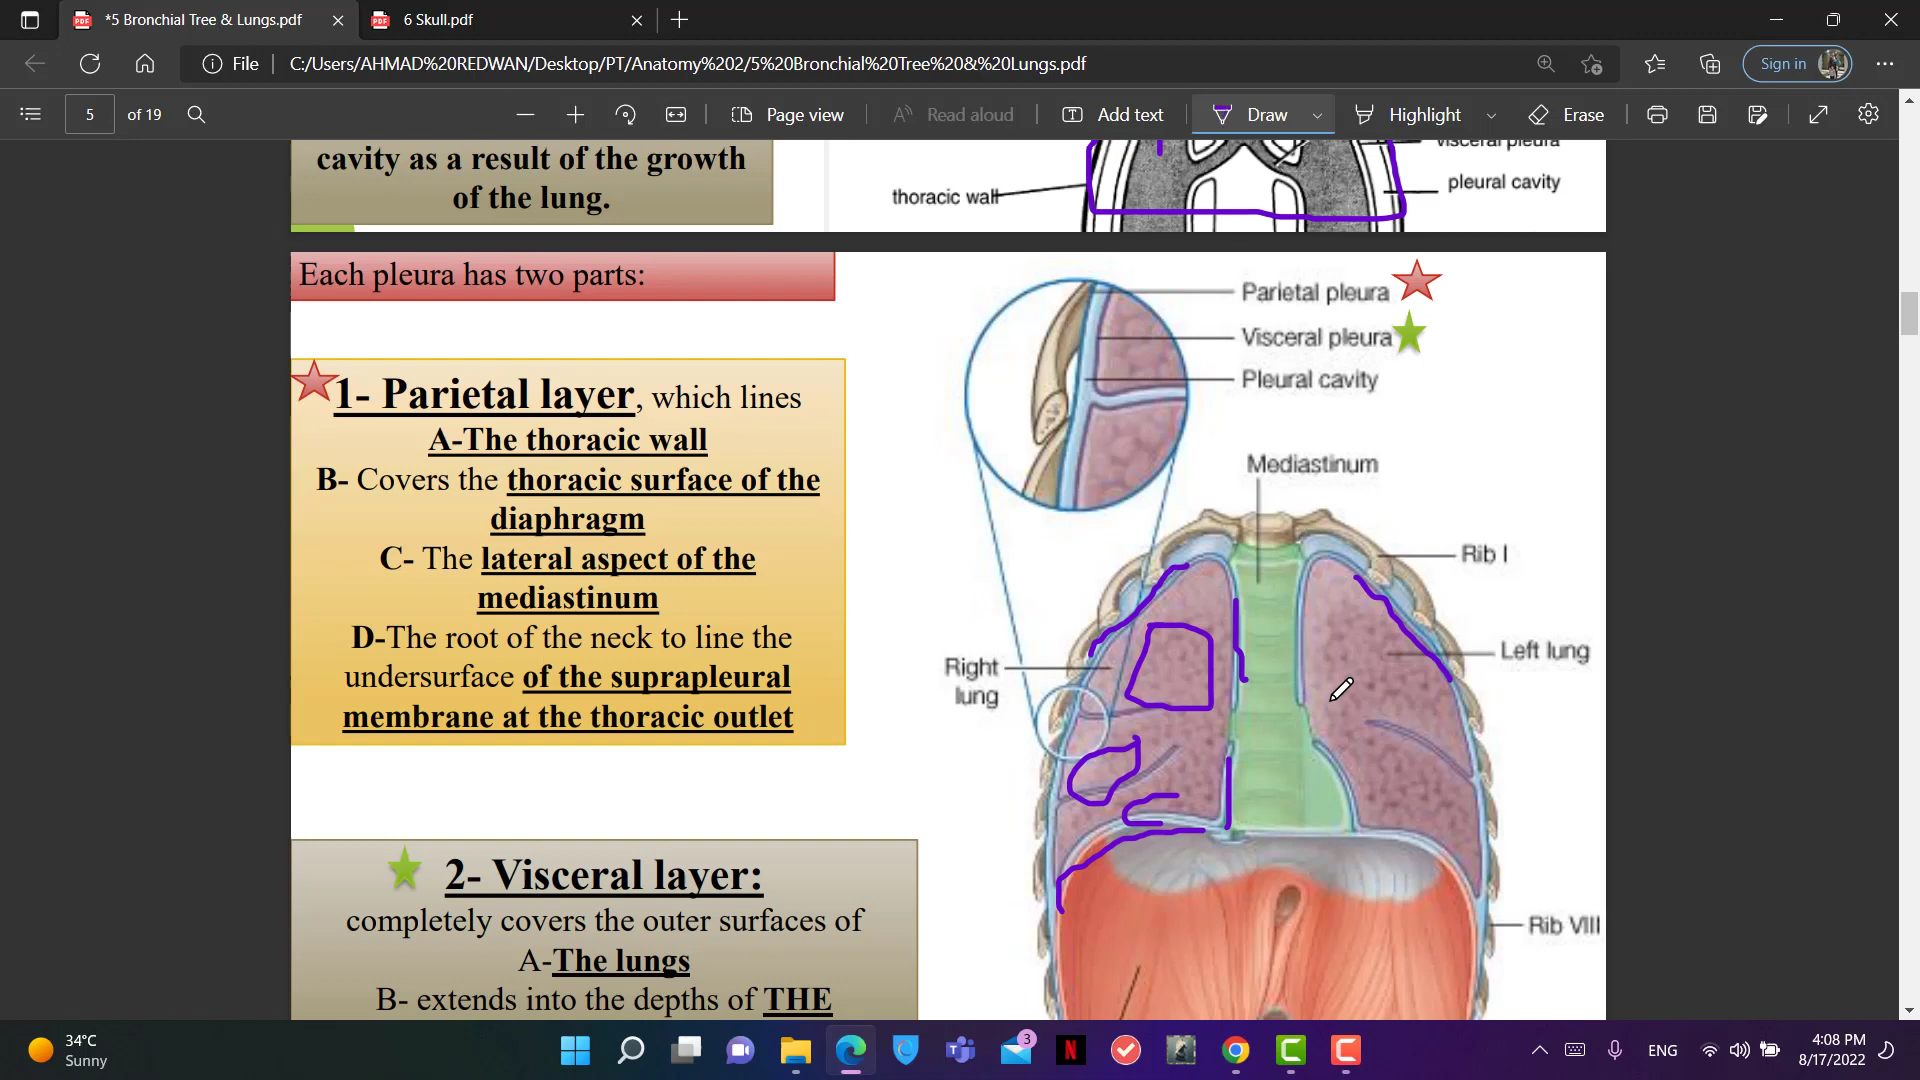 *5 Bronchial Tree & Lungs.pdf
6 Skull.pdf
File
C:/Users/AHMAD%20REDWAN/Desktop/PT/Anatomy%202/5%20Bronchial%20Tree%20&%20Lungs.pdf
Sign in
5 of 19
Page view
Read aloud
Add text
Draw
Highlight
Erase
cavity as a result of the growth
of the lung.
visceral pleura
thoracic wall
pleural cavity
Each pleura has two parts:
1- Parietal layer, which lines
A-The thoracic wall
B- Covers the thoracic surface of the
diaphragm
C- The lateral aspect of the
mediastinum
D-The root of the neck to line the
undersurface of the suprapleural
membrane at the thoracic outlet
2- Visceral layer:
completely covers the outer surfaces of
A-The lungs
B- extends into the depths of THE
Parietal pleura
Visceral pleura
Pleural cavity
Mediastinum
Rib I
Right
lung
Left lung
Rib VIII
34°C
Sunny
3
ENG
4:08 PM
8/17/2022